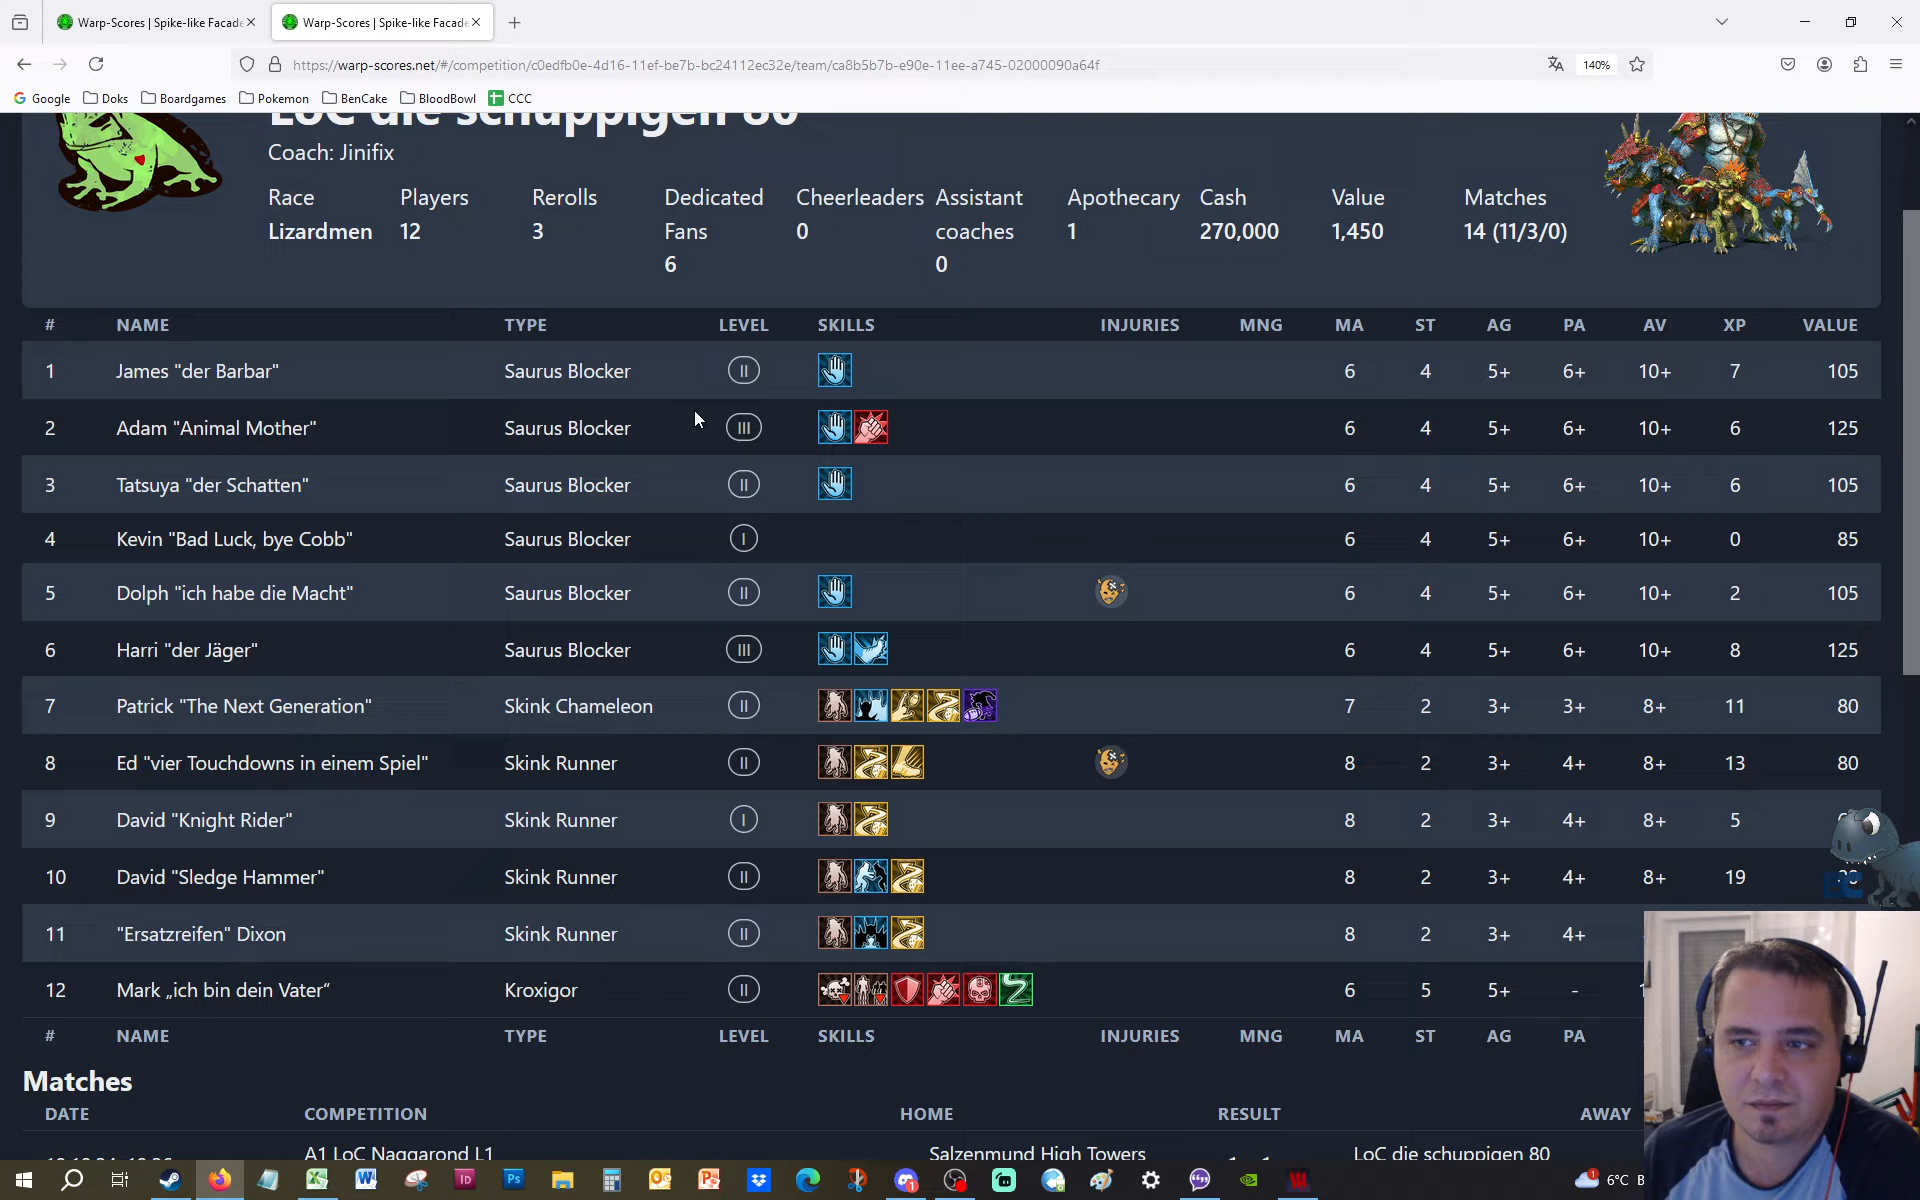 Warp-Scores | Spike-like Facade
Warp-Scores | Spike-like Facade
https://warp-scores.net/#/competition/c0edfb0e-4d16-11ef-be7b-bc24112ec32e/team/ca8b5b7b-e90e-11ee-a745-02000090a64f
140%
Google Doks Boardgames Pokemon BenCake BloodBowl CCC
LoC die schuppigen 80
Coach: Jinifix
Race Players Rerolls Dedicated Cheerleaders Assistant Apothecary Cash Value Matches
Lizardmen 12 3 Fans 0 coaches 1 270,000 1,450 14 (11/3/0)
6 0
# NAME TYPE LEVEL SKILLS INJURIES MNG MA ST AG PA AV XP VALUE
1 James "der Barbar" Saurus Blocker II 6 4 5+ 6+ 10+ 7 105
2 Adam "Animal Mother" Saurus Blocker III 6 4 5+ 6+ 10+ 6 125
3 Tatsuya "der Schatten" Saurus Blocker II 6 4 5+ 6+ 10+ 6 105
4 Kevin "Bad Luck, bye Cobb" Saurus Blocker I 6 4 5+ 6+ 10+ 0 85
5 Dolph "ich habe die Macht" Saurus Blocker II 6 4 5+ 6+ 10+ 2 105
6 Harri "der Jäger" Saurus Blocker III 6 4 5+ 6+ 10+ 8 125
7 Patrick "The Next Generation" Skink Chameleon II 7 2 3+ 3+ 8+ 11 80
8 Ed "vier Touchdowns in einem Spiel" Skink Runner II 8 2 3+ 4+ 8+ 13 80
9 David "Knight Rider" Skink Runner I 8 2 3+ 4+ 8+ 5
10 David "Sledge Hammer" Skink Runner II 8 2 3+ 4+ 8+ 19
11 "Ersatzreifen" Dixon Skink Runner II 8 2 3+ 4+
12 Mark „ich bin dein Vater“ Kroxigor II 6 5 5+ -
# NAME TYPE LEVEL SKILLS INJURIES MNG MA ST AG PA
Matches
DATE COMPETITION HOME RESULT AWAY
A1 LoC Naggarond L1 Salzenmund High Towers LoC die schuppigen 80
6°C